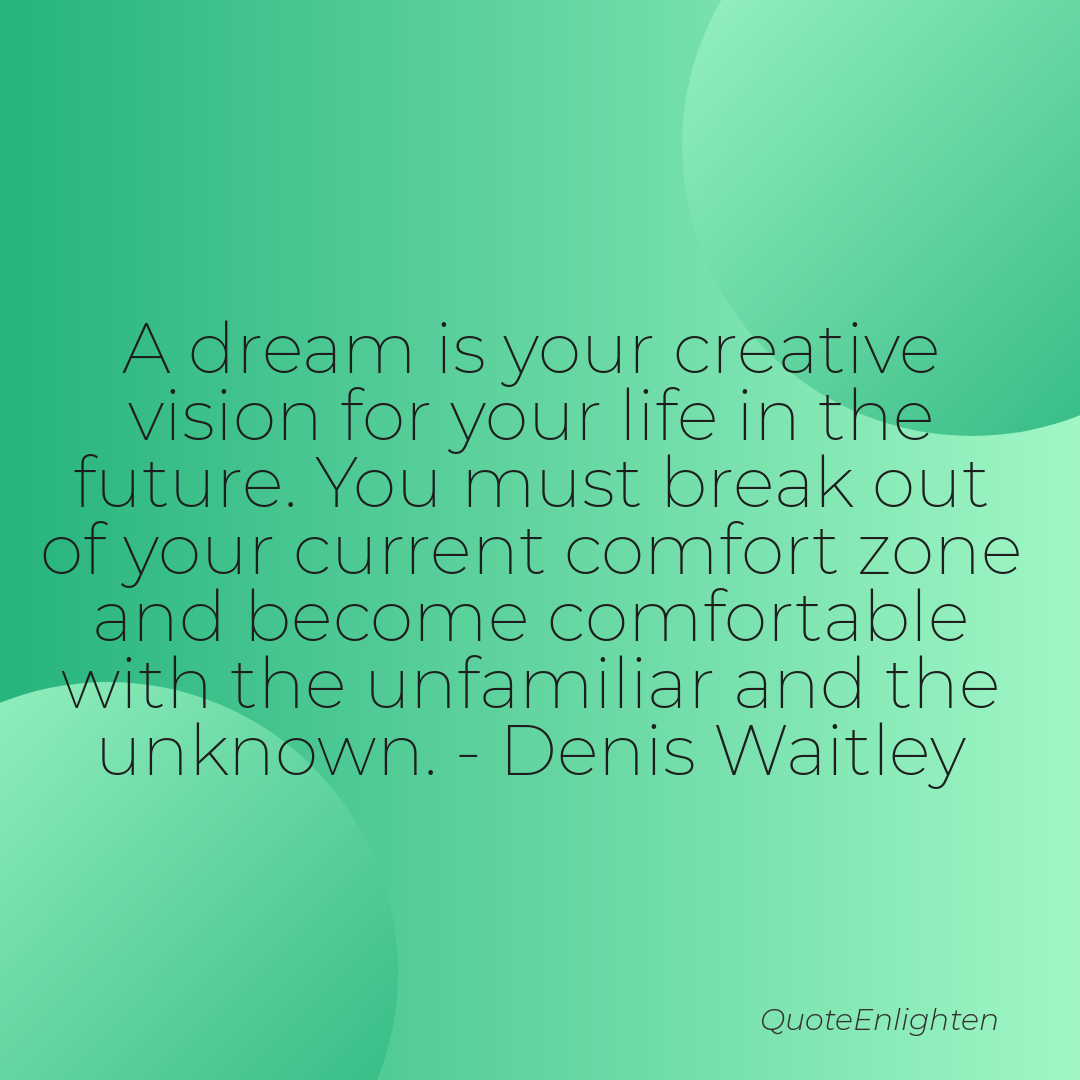 A dream is your creative
vision for your life in the
future. You must break out
of your current comfort zone
and become comfortable
with the unfamiliar and the
unknown. - Denis Waitley
QuoteEnlighten